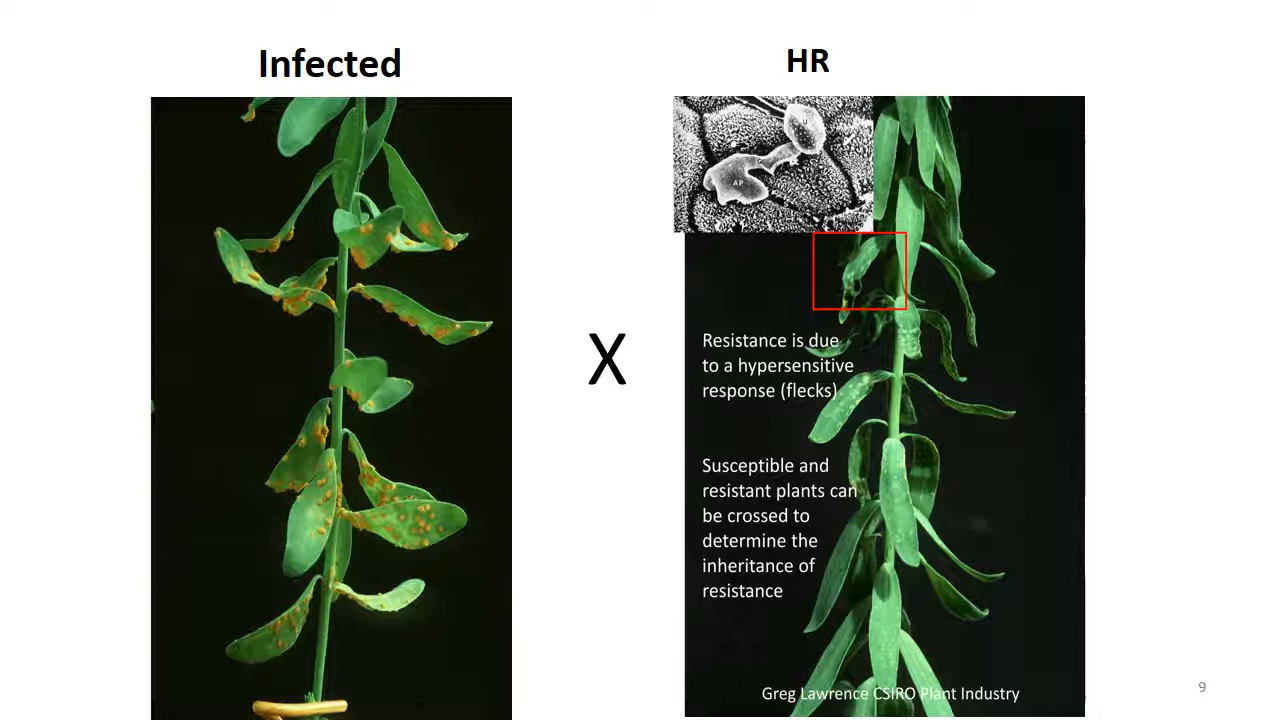 Infected
HR
U
AP
X
Resistance is due
to a hypersensitive
response (flecks)
Susceptible and
resistant plants can
be crossed to
determine the
inheritance of
resistance
Greg Lawrence CSIRO Plant Industry
9